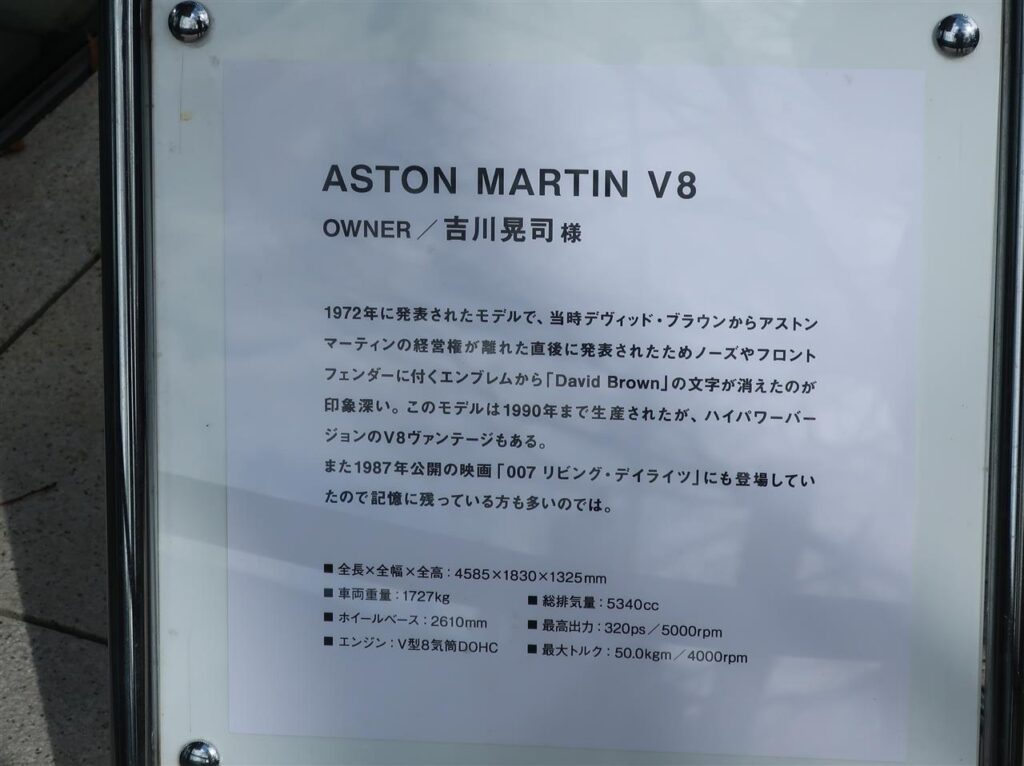 ASTON MARTIN V8
OWNER／吉川晃司様
1972年に発表されたモデルで、当時デヴィッド・ブラウンからアストン
マーティンの経営権が離れた直後に発表されたためノーズやフロント
フェンダーに付くエンブレムから「David Brown」の文字が消えたのが
印象深い。このモデルは1990年まで生産されたが、ハイパワーバー
ジョンのV8ヴァンテージもある。
また1987年公開の映画「007 リビング・デイライツ」にも登場してい
たので記憶に残っている方も多いのでは。
■ 全長×全幅×全高：4585×1830×1325mm
■ 車両重量：1727kg
■ ホイールベース：2610mm
■ エンジン：V型8気筒DOHC
■ 総排気量：5340cc
■ 最高出力：320ps／5000rpm
■ 最大トルク：50.0kgm／4000rpm